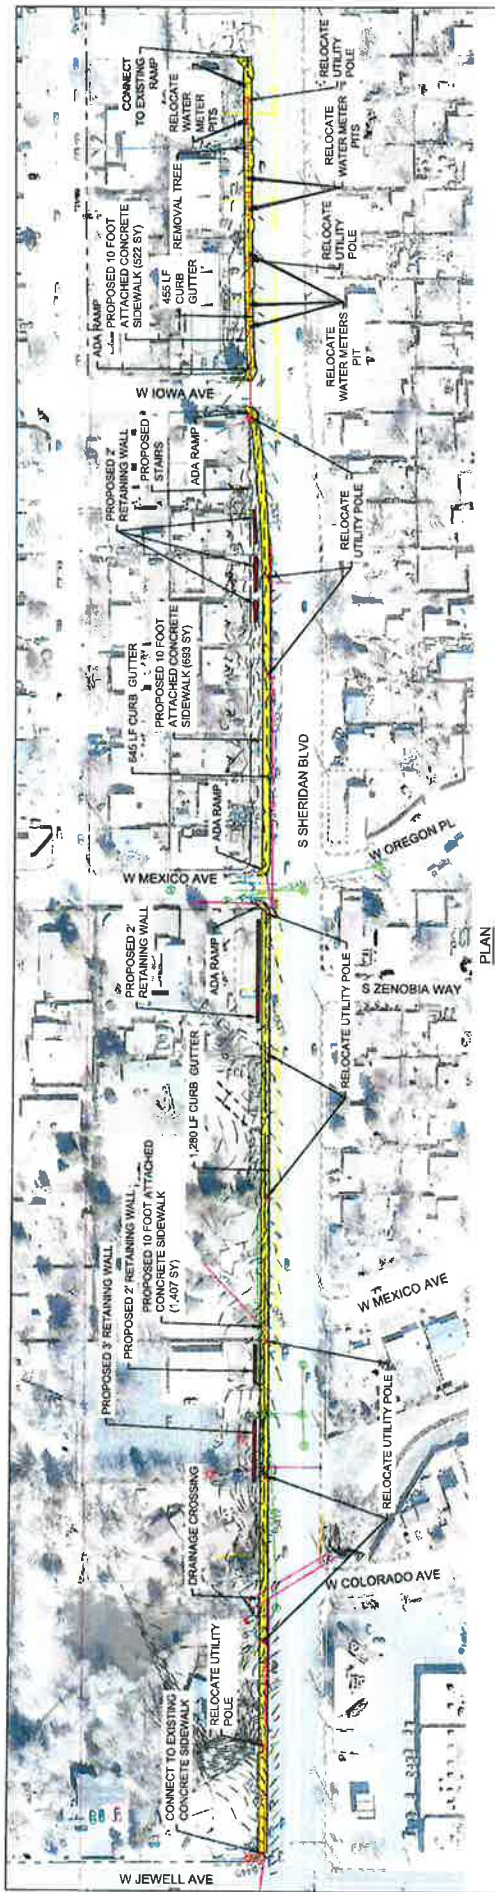 W JEWELL AVE
CONNECT TO EXISTING
CONCRETE SIDEWALK
RELOCATE UTILITY
POLE
DRAINAGE CROSSING
W COLORADO AVE
PROPOSED 3' RETAINING WALL
PROPOSED 2' RETAINING WALL
PROPOSED 10 FOOT ATTACHED
CONCRETE SIDEWALK
(1,407 SY)
RELOCATE UTILITY POLE
W MEXICO AVE
1,280 LF CURB GUTTER
RELOCATE UTILITY POLE
PROPOSED 2'
RETAINING WALL
ADA RAMP
S ZENOBIA WAY
PLAN
W MEXICO AVE
W OREGON PL
ADA RAMP
S SHERIDAN BLVD
645 LF CURB GUTTER
PROPOSED 10 FOOT
ATTACHED CONCRETE
SIDEWALK (693 SY)
PROPOSED 2'
RETAINING WALL
PROPOSED
STAIRS
ADA RAMP
RELOCATE
UTILITY POLE
W IOWA AVE
ADA RAMP
PROPOSED 10 FOOT
ATTACHED CONCRETE
SIDEWALK (522 SY)
455 LF
CURB
GUTTER
REMOVAL TREE
RELOCATE
WATER METERS
PIT
RELOCATE
UTILITY
POLE
RELOCATE
WATER METER
PITS
CONNECT
TO EXISTING
RAMP
RELOCATE
WATER
METER
PITS
RELOCATE
UTILITY
POLE